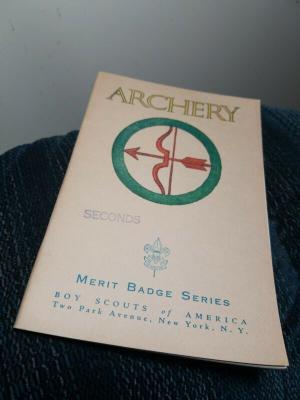 ARCHERY
SECONDS
MERIT BADGE SERIES
BOY SCOUTS of AMERICA
Two Park Avenue, New York, N. Y.